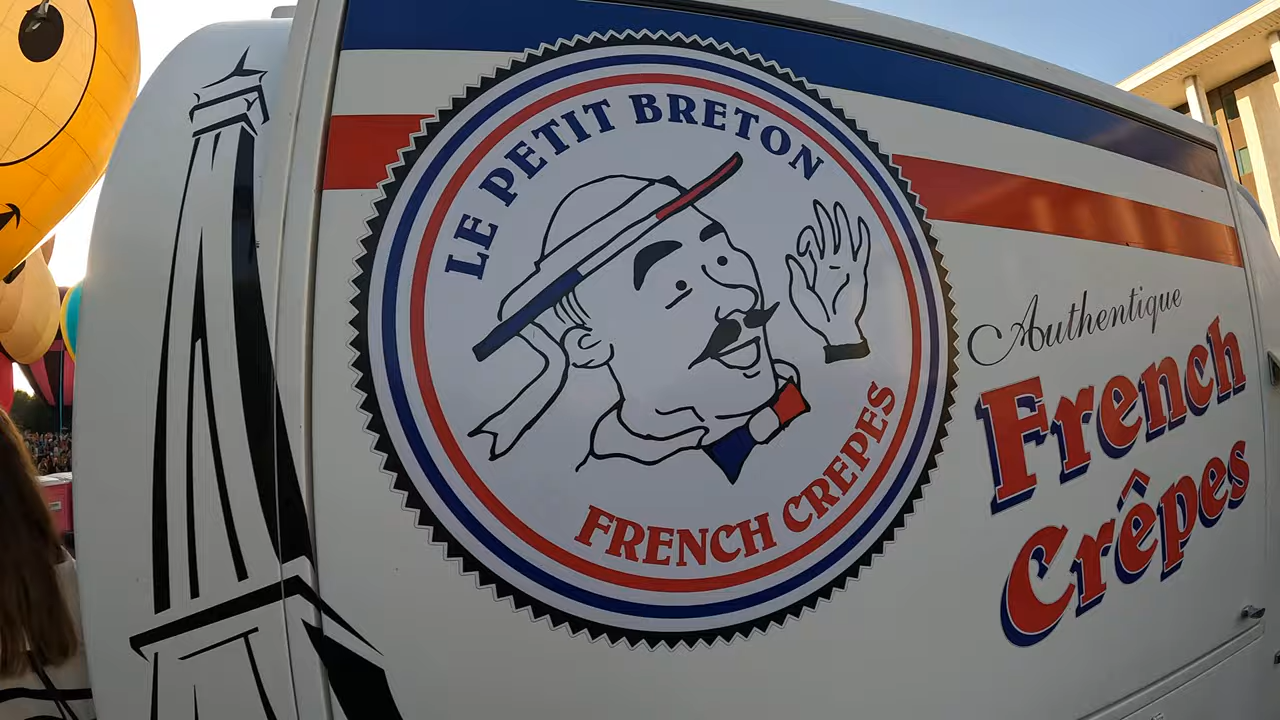 LE PETIT BRETON
FRENCH CREPES
Authentique
French
Crêpes